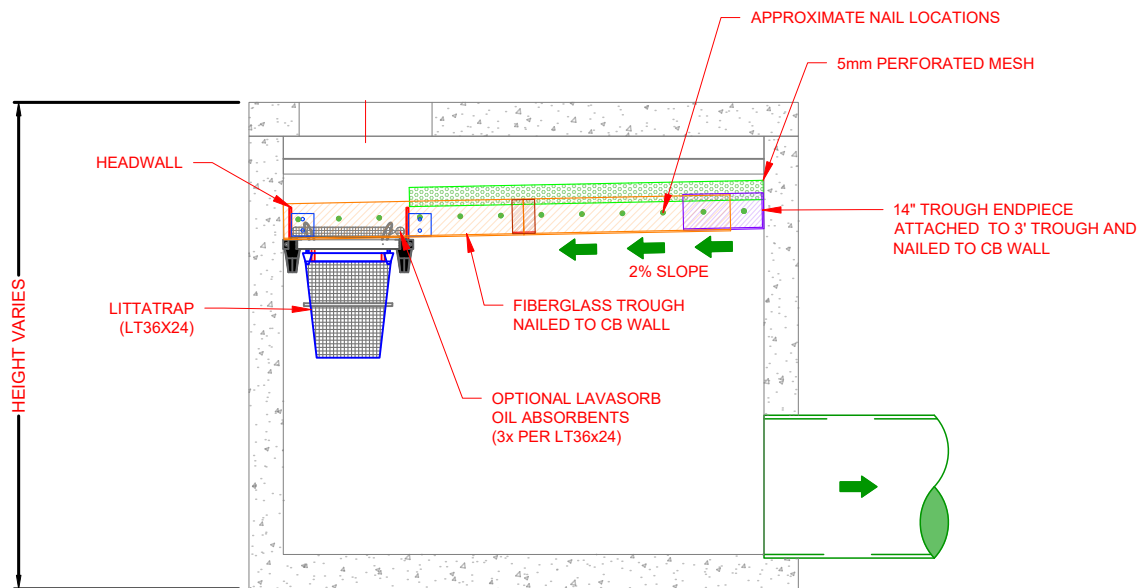 APPROXIMATE NAIL LOCATIONS
5mm PERFORATED MESH
HEADWALL
14" TROUGH ENDPIECE
ATTACHED TO 3' TROUGH AND
NAILED TO CB WALL
2% SLOPE
LITTATRAP
(LT36X24)
FIBERGLASS TROUGH
NAILED TO CB WALL
HEIGHT VARIES
OPTIONAL LAVASORB
OIL ABSORBENTS
(3x PER LT36x24)